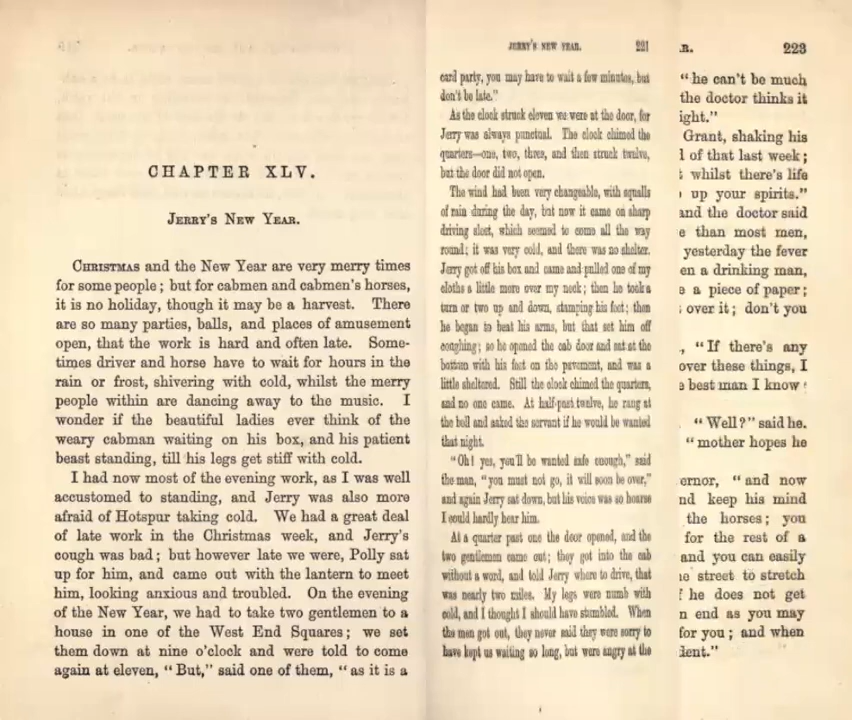 CHAPTER XLV.
JERRY'S NEW YEAR.
CHRISTMAS and the New Year are very merry times
for some people; but for cabmen and cabmen's horses,
it is no holiday, though it may be a harvest. There
are so many parties, balls, and places of amusement
open, that the work is hard and often late. Some-
times driver and horse have to wait for hours in the
rain or frost, shivering with cold, whilst the merry
people within are dancing away to the music. I
wonder if the beautiful ladies ever think of the
weary cabman waiting on his box, and his patient
beast standing, till his legs get stiff with cold.
I had now most of the evening work, as I was well
accustomed to standing, and Jerry was also more
afraid of Hotspur taking cold. We had a great deal
of late work in the Christmas week, and Jerry's
cough was bad; but however late we were, Polly sat
up for him, and came out with the lantern to meet
him, looking anxious and troubled. On the evening
of the New Year, we had to take two gentlemen to a
house in one of the West End Squares; we set
them down at nine o'clock and were told to come
again at eleven, "But," said one of them, "as it is a
JERRY'S NEW YEAR. 221
card party, you may have to wait a few minutes, but
don't be late."
As the clock struck eleven we were at the door, for
Jerry was always punctual. The clock chimed the
quarters—one, two, three, and then struck twelve,
but the door did not open.
The wind had been very changeable, with squalls
of rain during the day, but now it came on sharp
driving sleet, which seemed to come all the way
round; it was very cold, and there was no shelter.
Jerry got off his box and came and pulled one of my
cloths a little more over my neck; then he took a
turn or two up and down, stamping his feet; then
he began to beat his arms, but that set him off
coughing; so he opened the cab door and sat at the
bottom with his feet on the pavement, and was a
little sheltered. Still the clock chimed the quarters,
and no one came. At half-past twelve, he rang at
the bell and asked the servant if he would be wanted
that night.
"Oh! yes, you'll be wanted safe enough," said
the man, "you must not go, it will soon be over,"
and again Jerry sat down, but his voice was so hoarse
I could hardly hear him.
At a quarter past one the door opened, and the
two gentlemen came out; they got into the cab
without a word, and told Jerry where to drive, that
was nearly two miles. My legs were numb with
cold, and I thought I should have stumbled. When
the men got out, they never said they were sorry to
have kept us waiting so long, but were angry at the
R. 223
"he can't be much
the doctor thinks it
ight."
Grant, shaking his
l of that last week;
whilst there's life
up your spirits."
and the doctor said
e than most men,
yesterday the fever
en a drinking man,
e a piece of paper;
over it; don't you
., "If there's any
over these things, I
e best man I know
"Well?" said he.
"mother hopes he
ernor, "and now
nd keep his mind
the horses; you
for the rest of a
and you can easily
ne street to stretch
f he does not get
n end as you may
for you; and when
dent."